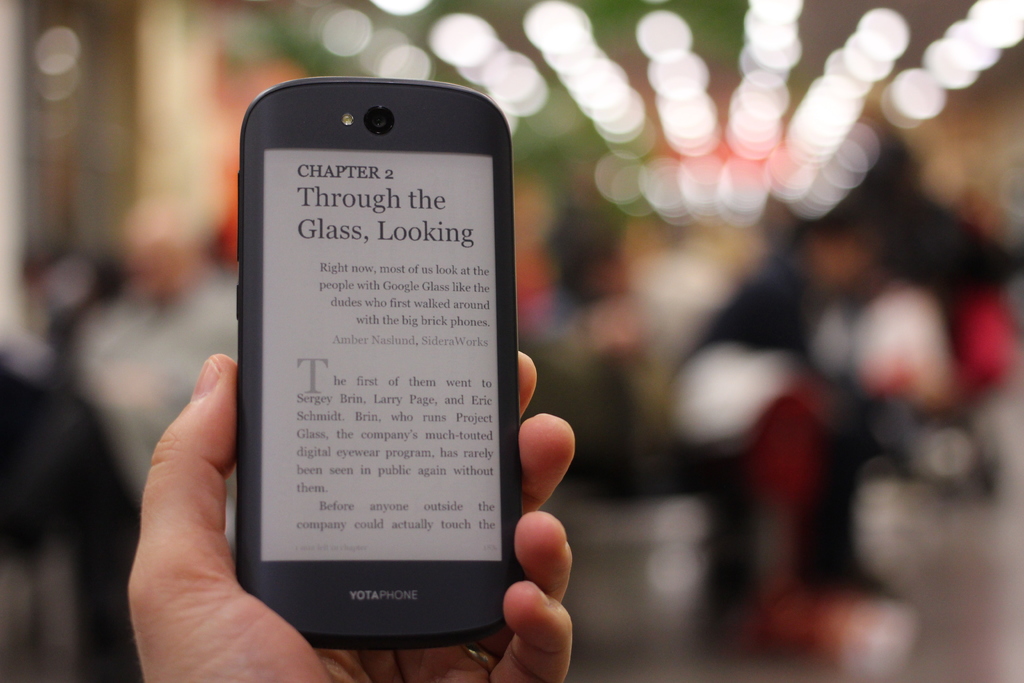 CHAPTER 2
Through the
Glass, Looking
Right now, most of us look at the
people with Google Glass like the
dudes who first walked around
with the big brick phones.
Amber Naslund, SideraWorks
The first of them went to
Sergey Brin, Larry Page, and Eric
Schmidt. Brin, who runs Project
Glass, the company's much-touted
digital eyewear program, has rarely
been seen in public again without
them.
Before anyone outside the
company could actually touch the
YOTAPHONE